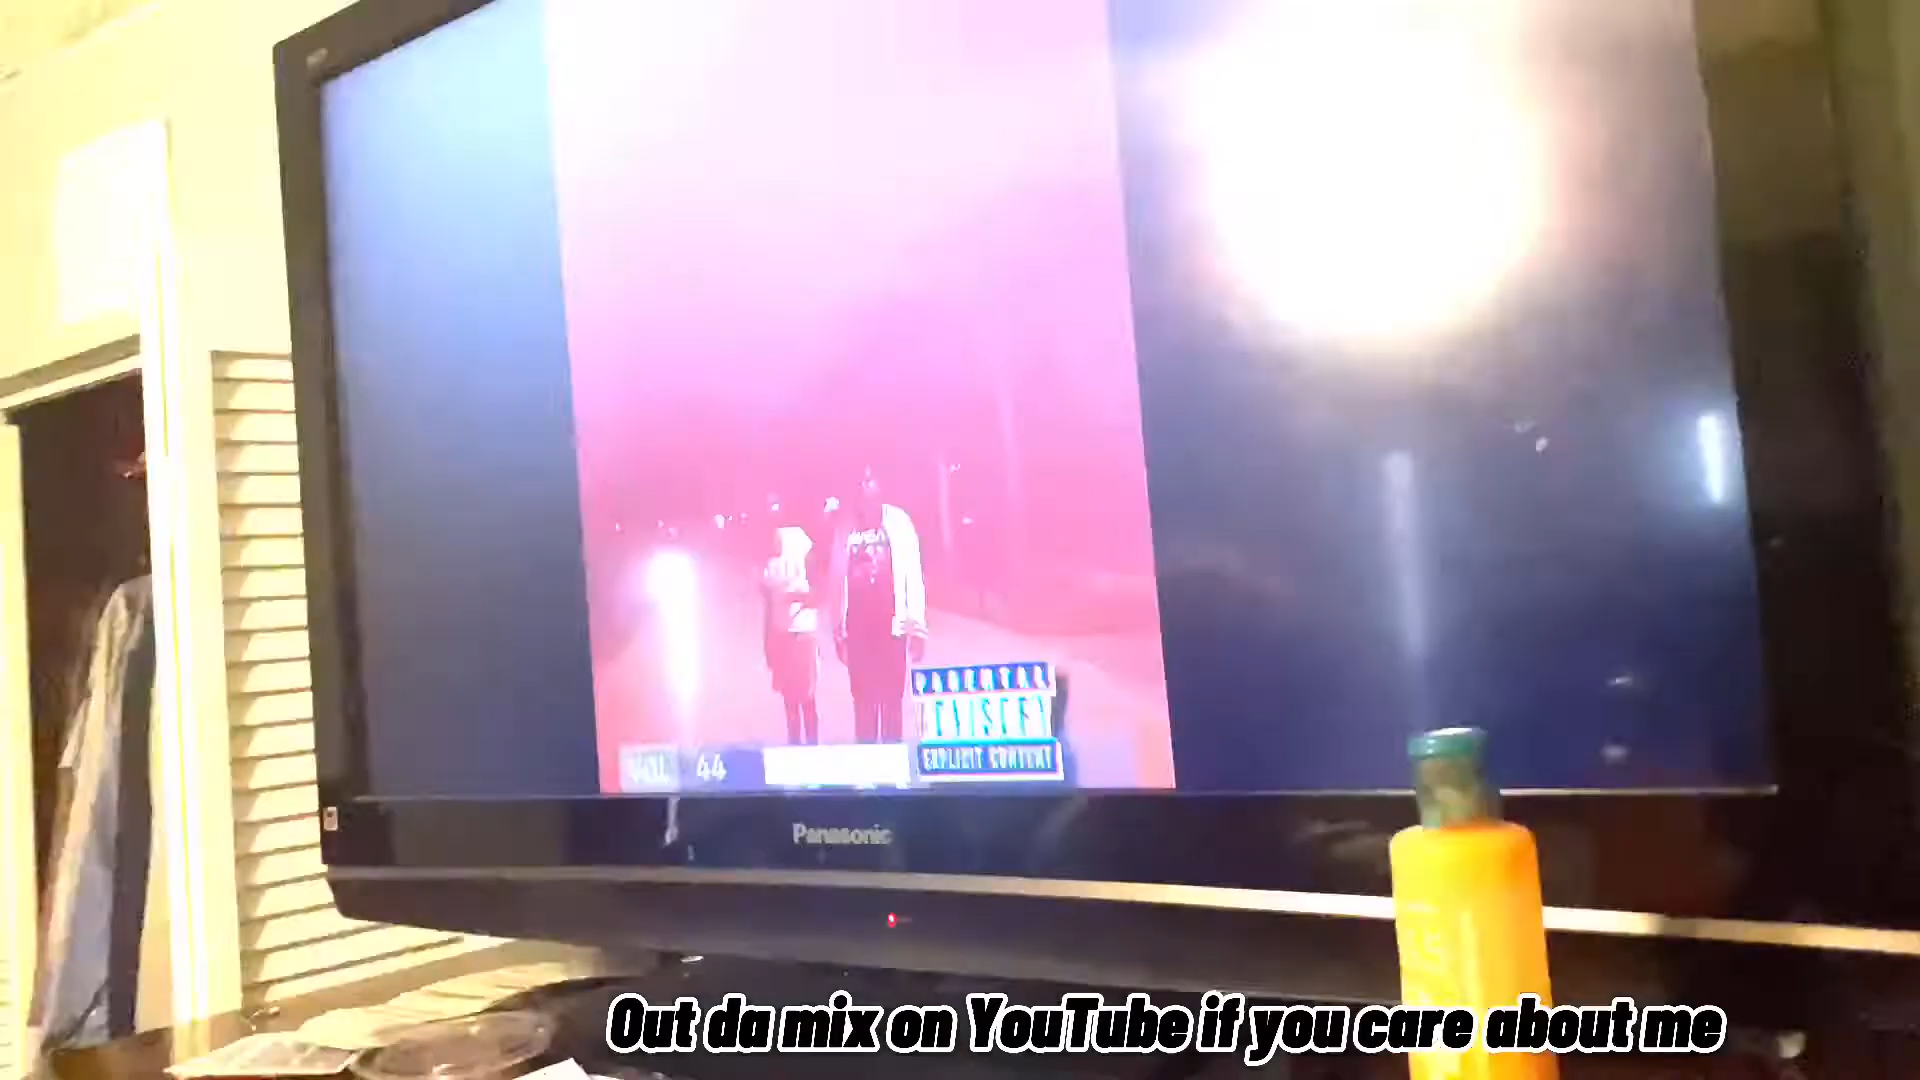 PARENTAL
ADVISORY
EXPLICIT CONTENT
VOL 44
Panasonic
Out da mix on YouTube if you care about me